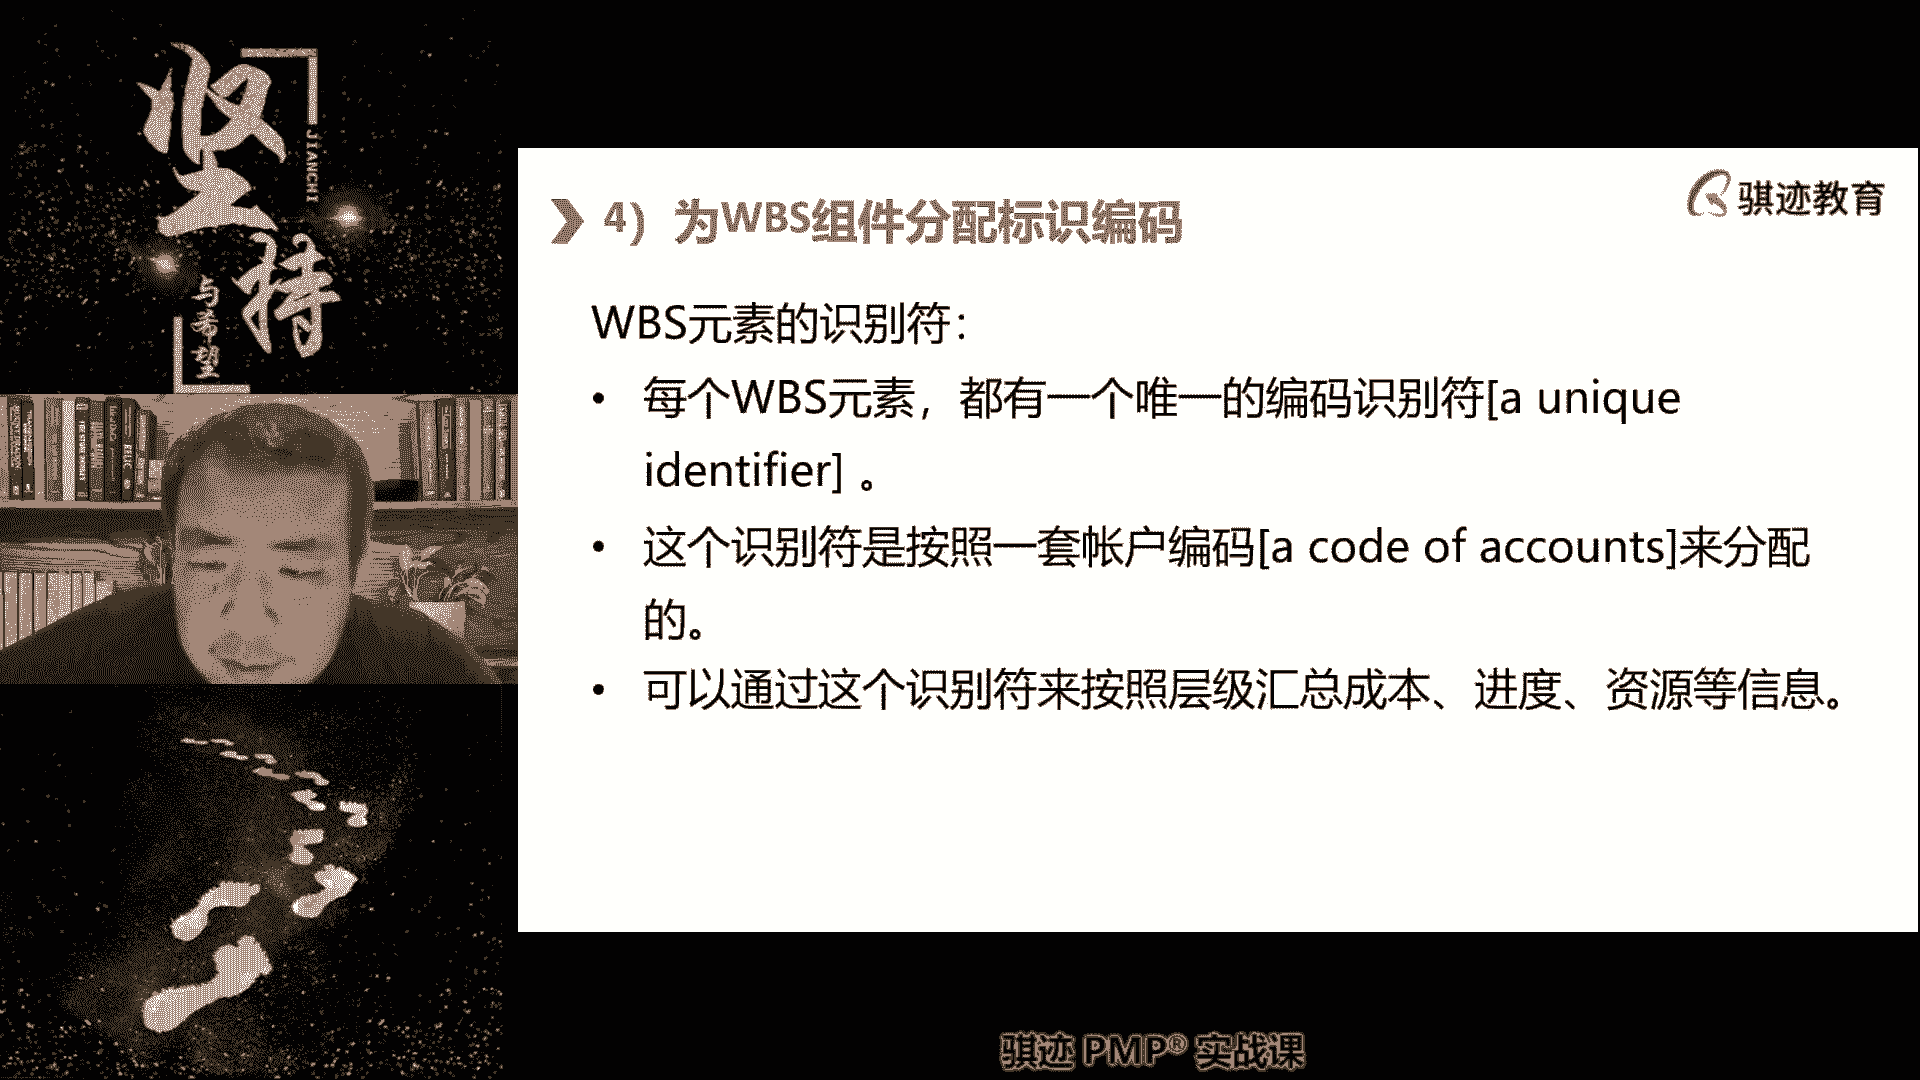 坚持
JIANCHI
与希望
骐迹教育
4）为WBS组件分配标识编码
WBS元素的识别符：
• 每个WBS元素，都有一个唯一的编码识别符[a unique
identifier] 。
• 这个识别符是按照一套帐户编码[a code of accounts]来分配
的。
• 可以通过这个识别符来按照层级汇总成本、进度、资源等信息。
骐迹 PMP® 实战课